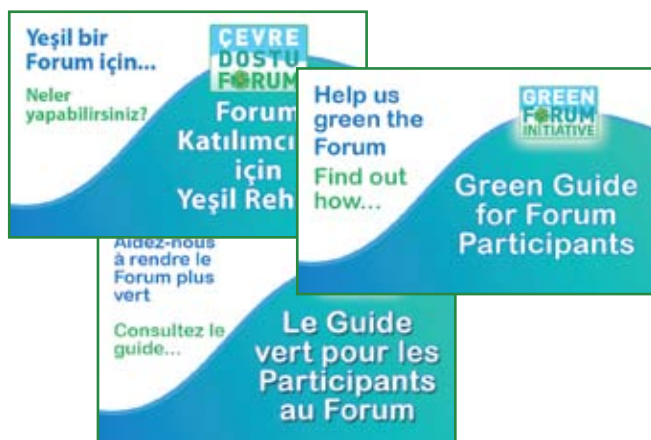 Yeşil bir
Forum için...
Neler
yapabilirsiniz?
ÇEVRE
DOSTU
FORUM
Forum
için
Yeşil
Help us
green the
Forum
Find out
how...
GREEN
FORUM
INITIATIVE
Green Guide
for Forum
Participants
Aidez-nous
à rendre le
Forum plus
vert
Consultez le
guide...
Le Guide
vert pour les
Participants
au Forum